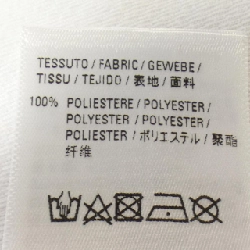 TESSUTO / FABRIC / GEWEBE /
TISSU / TEJIDO / 表地 / 面料
100% POLIESTERE / POLYESTER /
POLYESTER / POLYESTER /
POLIESTER / ポリエステル / 聚酯
纤维